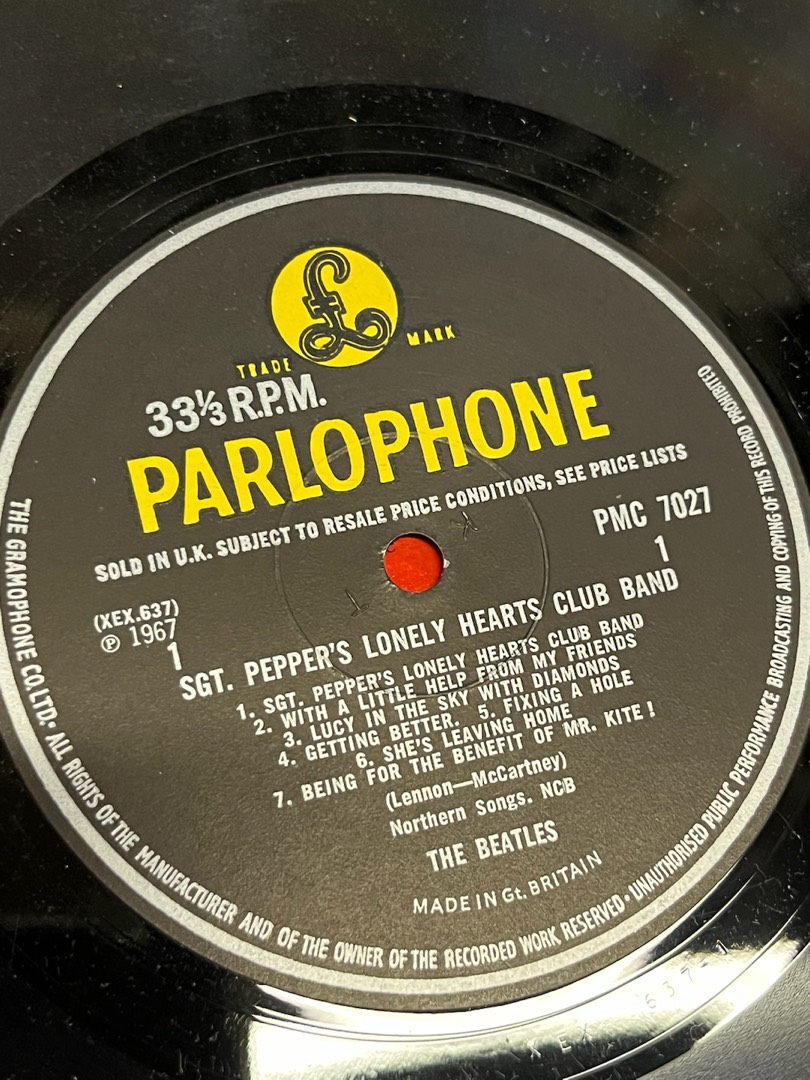 £
TRADE MARK
33⅓ R.P.M.
PARLOPHONE
SOLD IN U.K. SUBJECT TO RESALE PRICE CONDITIONS, SEE PRICE LISTS
PMC 7027
1
(XEX.637)
℗ 1967
1
SGT. PEPPER'S LONELY HEARTS CLUB BAND
1. SGT. PEPPER'S LONELY HEARTS CLUB BAND
2. WITH A LITTLE HELP FROM MY FRIENDS
3. LUCY IN THE SKY WITH DIAMONDS
4. GETTING BETTER. 5. FIXING A HOLE
6. SHE'S LEAVING HOME
7. BEING FOR THE BENEFIT OF MR. KITE!
(Lennon—McCartney)
Northern Songs. NCB
THE BEATLES
MADE IN Gt. BRITAIN
THE GRAMOPHONE CO. LTD. • ALL RIGHTS OF THE MANUFACTURER AND OF THE OWNER OF THE RECORDED WORK RESERVED • UNAUTHORISED PUBLIC PERFORMANCE BROADCASTING AND COPYING OF THIS RECORD PROHIBITED
XEX 637-1